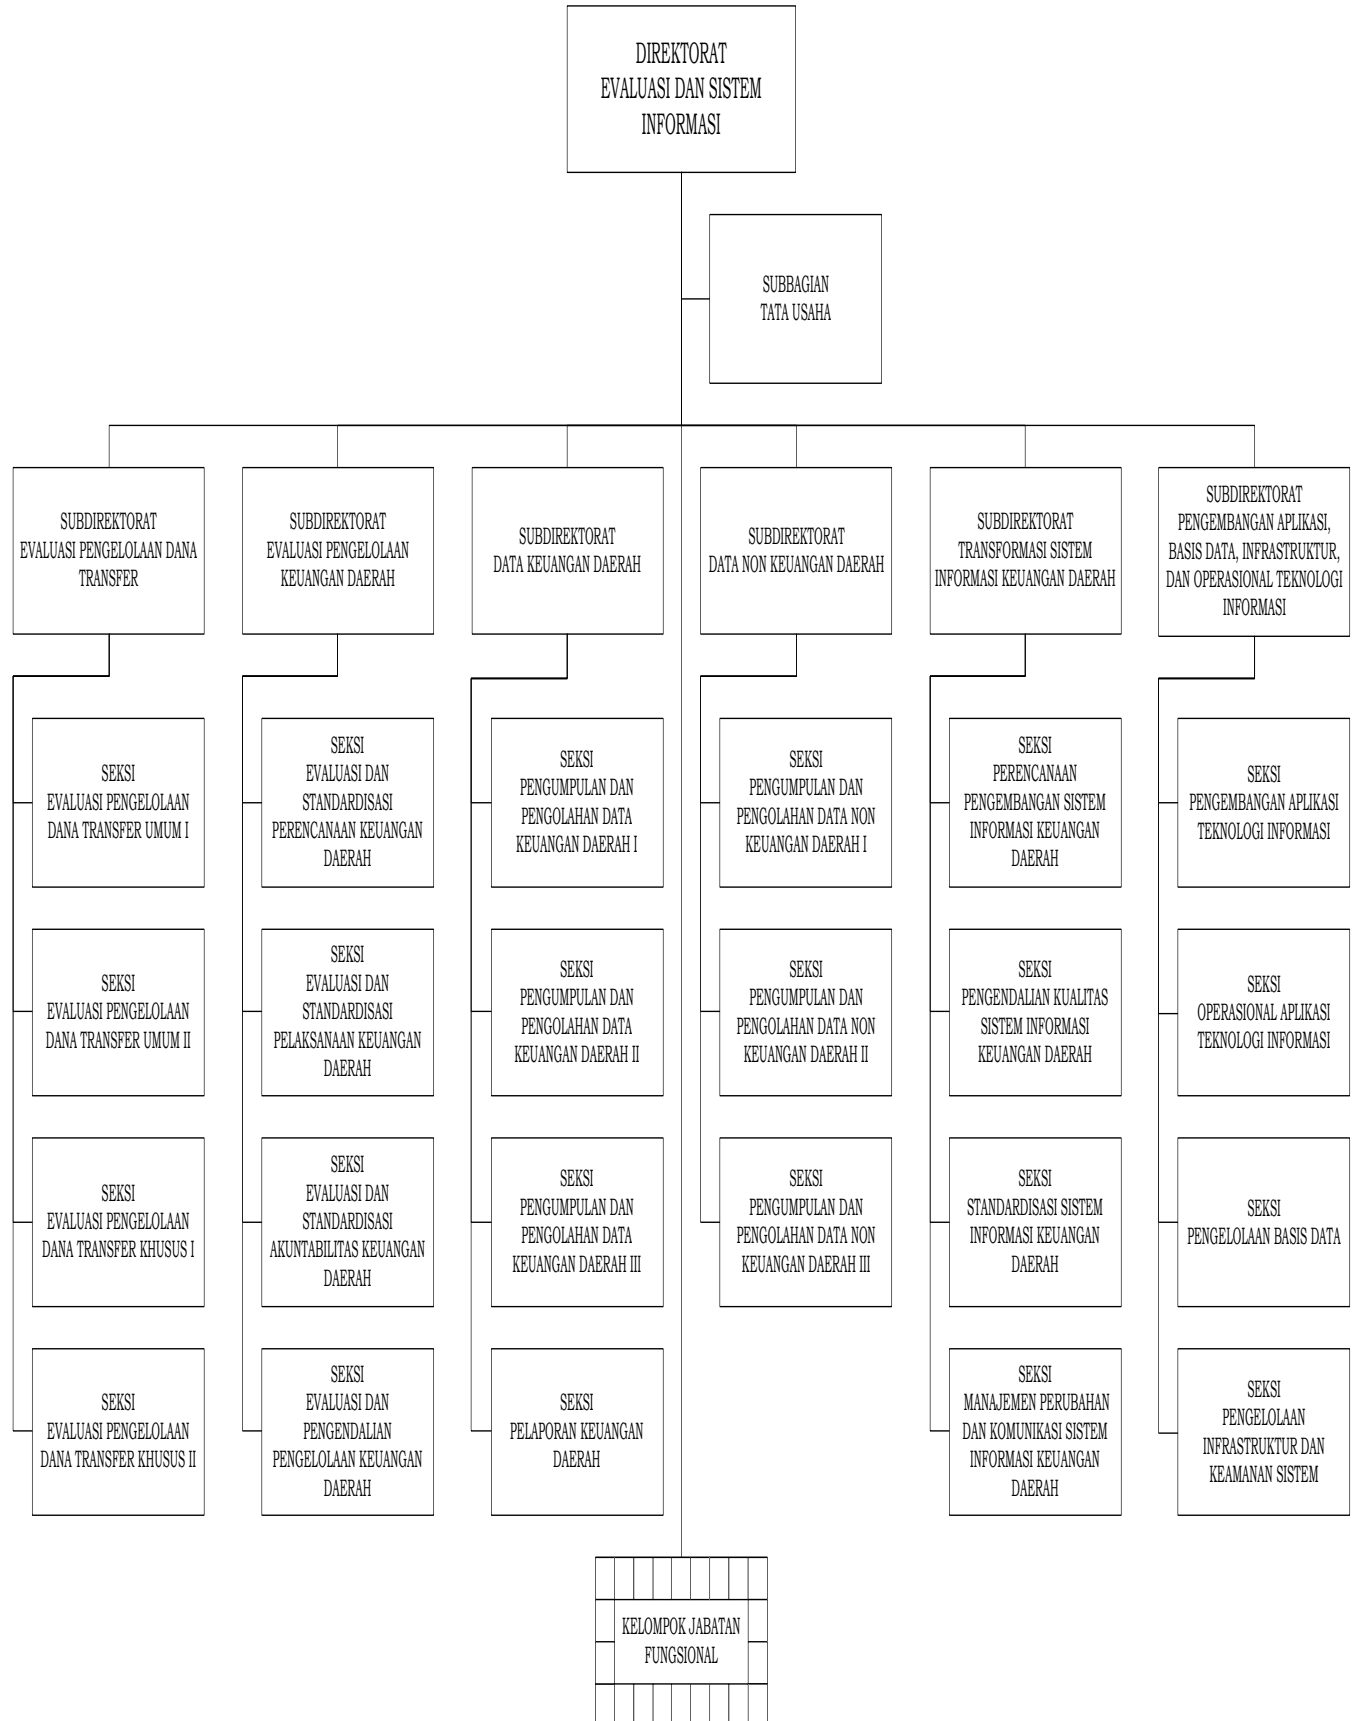 DIREKTORAT
EVALUASI DAN SISTEM
INFORMASI
SUBBAGIAN
TATA USAHA
SUBDIREKTORAT
EVALUASI PENGELOLAAN DANA
TRANSFER
SUBDIREKTORAT
EVALUASI PENGELOLAAN
KEUANGAN DAERAH
SUBDIREKTORAT
DATA KEUANGAN DAERAH
SUBDIREKTORAT
DATA NON KEUANGAN DAERAH
SUBDIREKTORAT
TRANSFORMASI SISTEM
INFORMASI KEUANGAN DAERAH
SUBDIREKTORAT
PENGEMBANGAN APLIKASI,
BASIS DATA, INFRASTRUKTUR,
DAN OPERASIONAL TEKNOLOGI
INFORMASI
SEKSI
EVALUASI PENGELOLAAN
DANA TRANSFER UMUM I
SEKSI
EVALUASI DAN
STANDARDISASI
PERENCANAAN KEUANGAN
DAERAH
SEKSI
PENGUMPULAN DAN
PENGOLAHAN DATA
KEUANGAN DAERAH I
SEKSI
PENGUMPULAN DAN
PENGOLAHAN DATA NON
KEUANGAN DAERAH I
SEKSI
PERENCANAAN
PENGEMBANGAN SISTEM
INFORMASI KEUANGAN
DAERAH
SEKSI
PENGEMBANGAN APLIKASI
TEKNOLOGI INFORMASI
SEKSI
EVALUASI PENGELOLAAN
DANA TRANSFER UMUM II
SEKSI
EVALUASI DAN
STANDARDISASI
PELAKSANAAN KEUANGAN
DAERAH
SEKSI
PENGUMPULAN DAN
PENGOLAHAN DATA
KEUANGAN DAERAH II
SEKSI
PENGUMPULAN DAN
PENGOLAHAN DATA NON
KEUANGAN DAERAH II
SEKSI
PENGENDALIAN KUALITAS
SISTEM INFORMASI
KEUANGAN DAERAH
SEKSI
OPERASIONAL APLIKASI
TEKNOLOGI INFORMASI
SEKSI
EVALUASI PENGELOLAAN
DANA TRANSFER KHUSUS I
SEKSI
EVALUASI DAN
STANDARDISASI
AKUNTABILITAS KEUANGAN
DAERAH
SEKSI
PENGUMPULAN DAN
PENGOLAHAN DATA
KEUANGAN DAERAH III
SEKSI
PENGUMPULAN DAN
PENGOLAHAN DATA NON
KEUANGAN DAERAH III
SEKSI
STANDARDISASI SISTEM
INFORMASI KEUANGAN
DAERAH
SEKSI
PENGELOLAAN BASIS DATA
SEKSI
EVALUASI PENGELOLAAN
DANA TRANSFER KHUSUS II
SEKSI
EVALUASI DAN
PENGENDALIAN
PENGELOLAAN KEUANGAN
DAERAH
SEKSI
PELAPORAN KEUANGAN
DAERAH
SEKSI
MANAJEMEN PERUBAHAN
DAN KOMUNIKASI SISTEM
INFORMASI KEUANGAN
DAERAH
SEKSI
PENGELOLAAN
INFRASTRUKTUR DAN
KEAMANAN SISTEM
KELOMPOK JABATAN
FUNGSIONAL